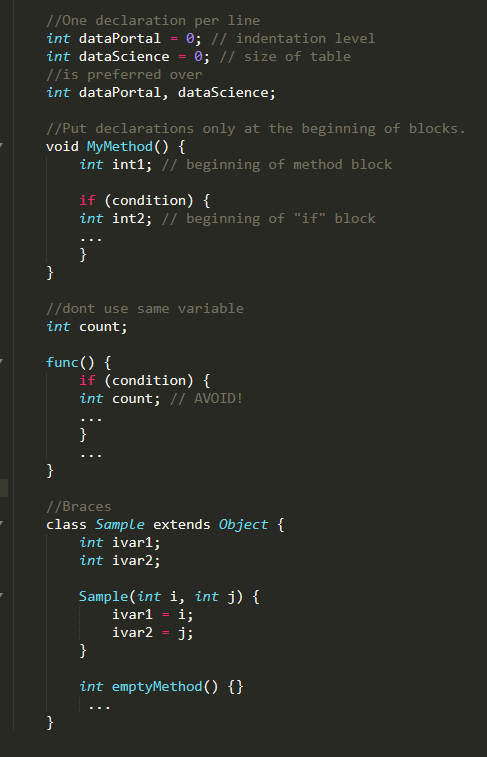 //One declaration per line
int dataPortal = 0; // indentation level
int dataScience = 0; // size of table
//is preferred over
int dataPortal, dataScience;
//Put declarations only at the beginning of blocks.
void MyMethod() {
int int1; // beginning of method block
if (condition) {
int int2; // beginning of "if" block
...
}
}
//dont use same variable
int count;
func() {
if (condition) {
int count; // AVOID!
...
}
...
}
//Braces
class Sample extends Object {
int ivar1;
int ivar2;
Sample(int i, int j) {
ivar1 = i;
ivar2 = j;
}
int emptyMethod() {}
...
}